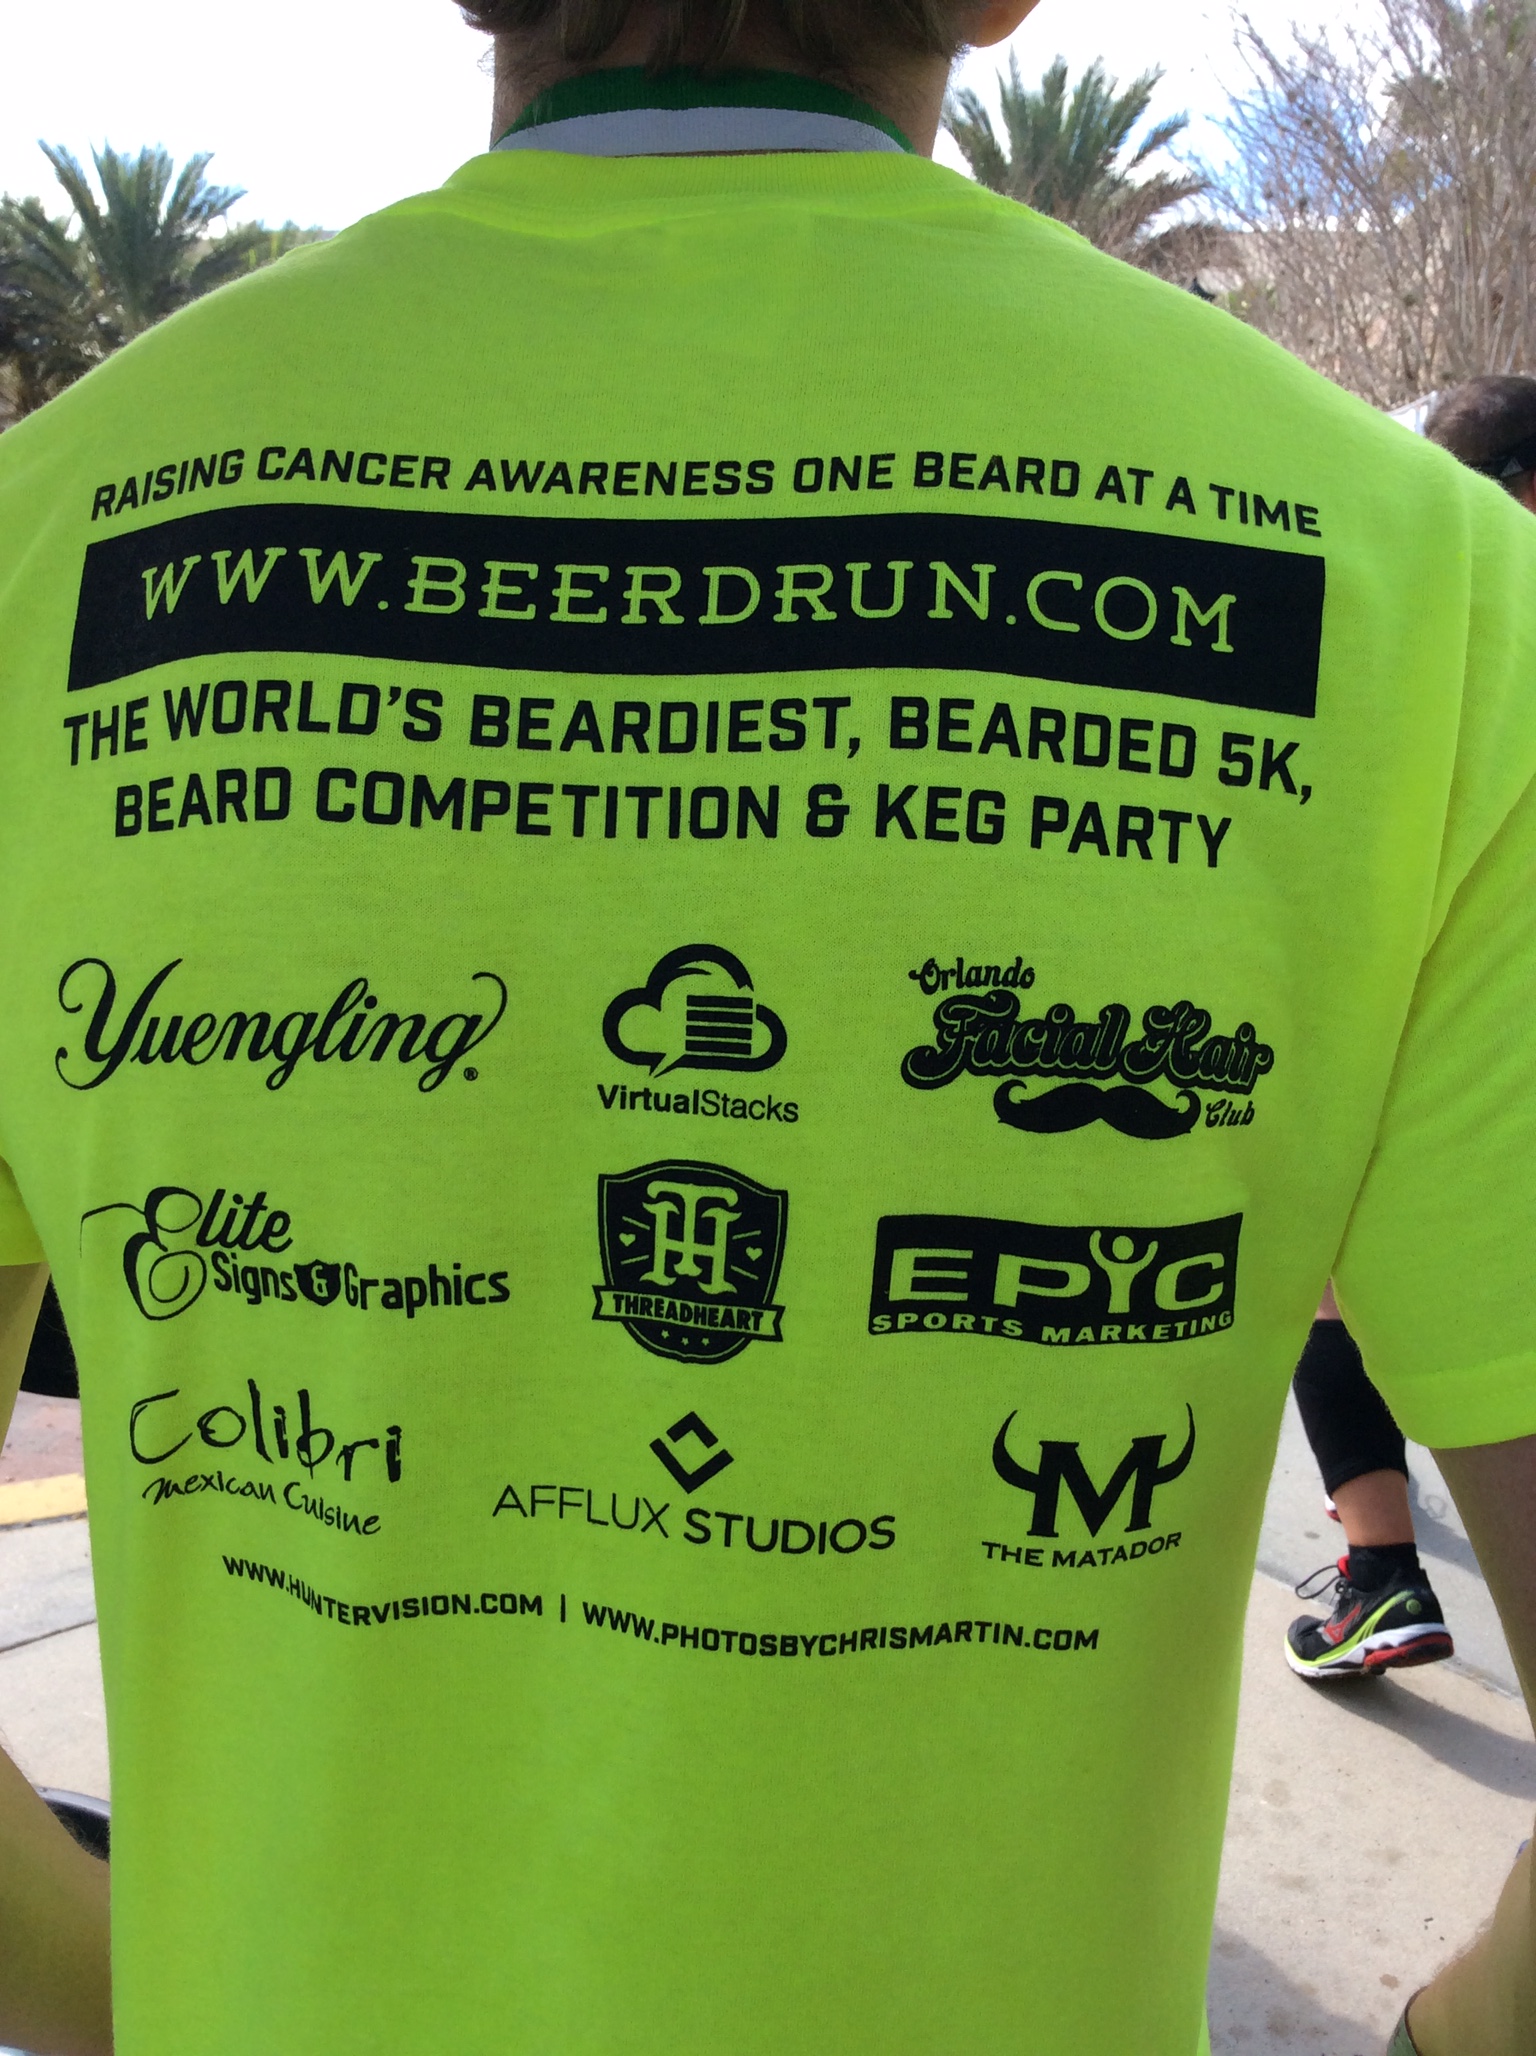 RAISING CANCER AWARENESS ONE BEARD AT A TIME
WWW.BEERDRUN.COM
THE WORLD'S BEARDIEST, BEARDED 5K,
BEARD COMPETITION & KEG PARTY
Yuengling®
VirtualStacks
Orlando
Facial Hair
Club
Elite
Signs & Graphics
TH
THREADHEART
EPYC
SPORTS MARKETING
Colibri
Mexican Cuisine
AFFLUX STUDIOS
M
THE MATADOR
WWW.HUNTERVISION.COM | WWW.PHOTOSBYCHRISMARTIN.COM